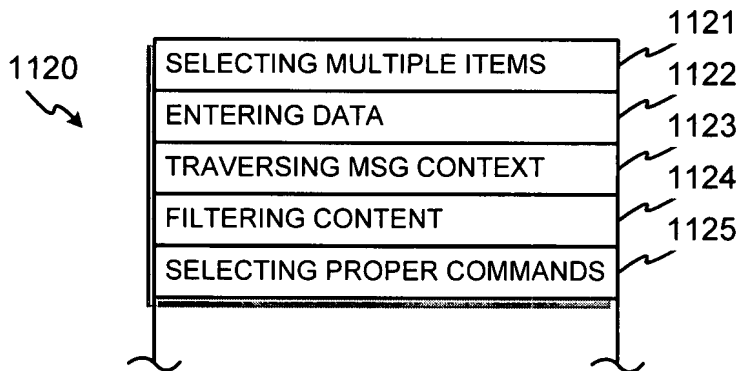 1120
SELECTING MULTIPLE ITEMS 1121
ENTERING DATA 1122
TRAVERSING MSG CONTEXT 1123
FILTERING CONTENT 1124
SELECTING PROPER COMMANDS 1125